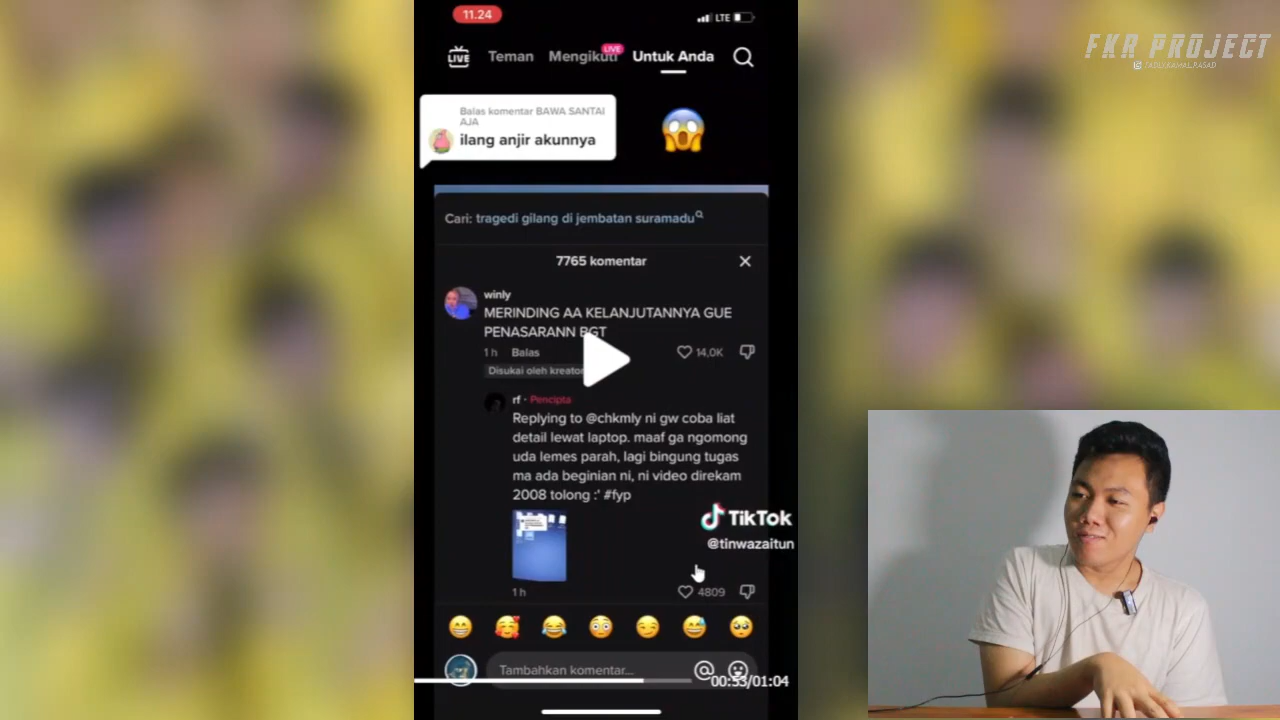 11.24
LTE
LIVE
Teman
Mengikuti
LIVE
Untuk Anda
FKR PROJECT
Balas komentar BAWA SANTAI
AJA
ilang anjir akunnya
Cari: tragedi gilang di jembatan suramadu
7765 komentar
winly
MERINDING AA KELANJUTANNYA GUE
PENASARANN BGT
1 h Balas
14,0K
Disukai oleh kreator
rf · Pencipta
Replying to @chkmly ni gw coba liat
detail lewat laptop. maaf ga ngomong
uda lemes parah, lagi bingung tugas
ma ada beginian ni, ni video direkam
2008 tolong :' #fyp
TikTok
@tinwazaitun
1 h
4809
Tambahkan komentar...
00:53/01:04